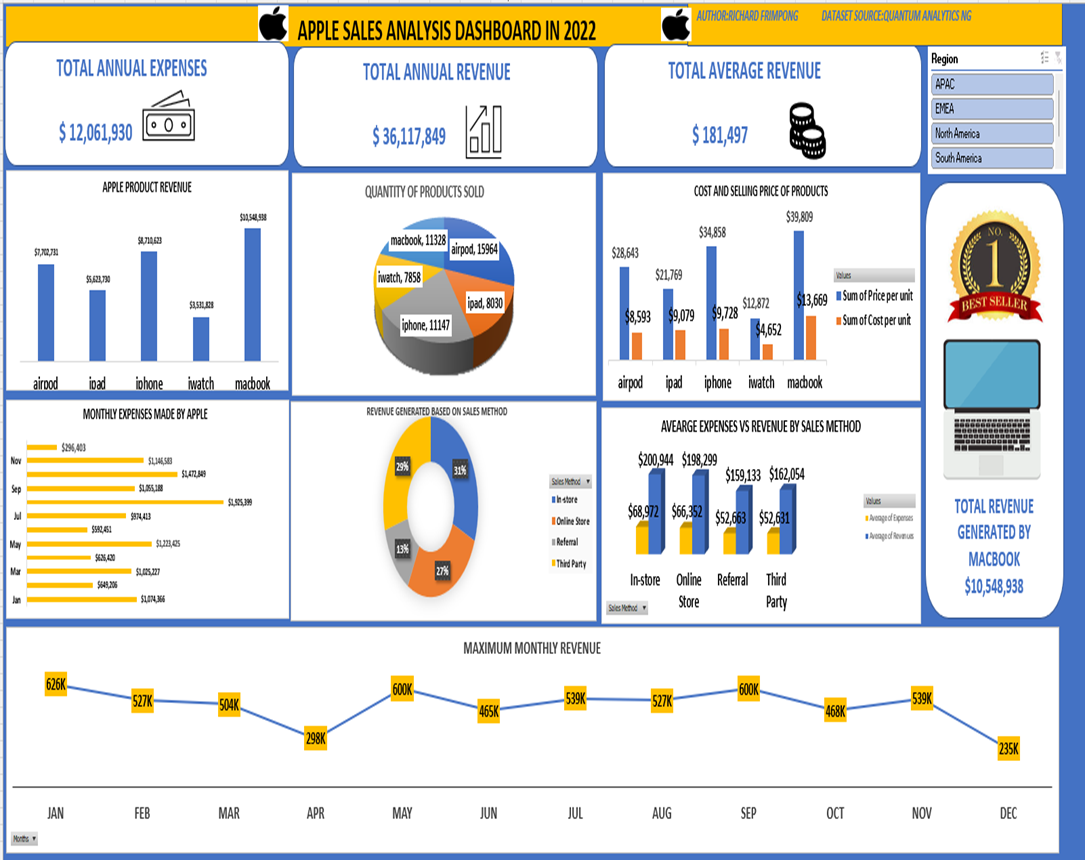 APPLE SALES ANALYSIS DASHBOARD IN 2022
AUTHOR:RICHARD FRIMPONG
DATASET SOURCE:QUANTUM ANALYTICS NG
TOTAL ANNUAL EXPENSES
$ 12,061,930
TOTAL ANNUAL REVENUE
$ 36,117,849
TOTAL AVERAGE REVENUE
$ 181,497
Region
APAC
EMEA
North America
South America
APPLE PRODUCT REVENUE
$7,702,731
$5,623,730
$8,710,623
$3,531,828
$10,548,938
airpod
ipad
iphone
iwatch
macbook
QUANTITY OF PRODUCTS SOLD
macbook, 11328
airpod, 15964
iwatch, 7858
ipad, 8030
iphone, 11147
COST AND SELLING PRICE OF PRODUCTS
$28,643
$8,593
$21,769
$9,079
$34,858
$9,728
$12,872
$4,652
$39,809
$13,669
airpod
ipad
iphone
iwatch
macbook
Values
Sum of Price per unit
Sum of Cost per unit
NO.
1
BEST SELLER
TOTAL REVENUE
GENERATED BY
MACBOOK
$10,548,938
MONTHLY EXPENSES MADE BY APPLE
$296,403
Nov
$1,146,583
$1,472,849
Sep
$1,055,188
$1,925,399
Jul
$974,413
$592,451
May
$1,223,425
$626,420
Mar
$1,025,227
$649,206
Jan
$1,074,366
REVENUE GENERATED BASED ON SALES METHOD
29%
31%
13%
27%
Sales Method
In-store
Online Store
Referral
Third Party
AVEARGE EXPENSES VS REVENUE BY SALES METHOD
$200,944
$198,299
$159,133
$162,054
$68,972
$66,352
$52,663
$52,631
In-store
Online
Store
Referral
Third
Party
Values
Average of Expenses
Average of Revenues
Sales Method
MAXIMUM MONTHLY REVENUE
626K
527K
504K
298K
600K
465K
539K
527K
600K
468K
539K
235K
JAN
FEB
MAR
APR
MAY
JUN
JUL
AUG
SEP
OCT
NOV
DEC
Months